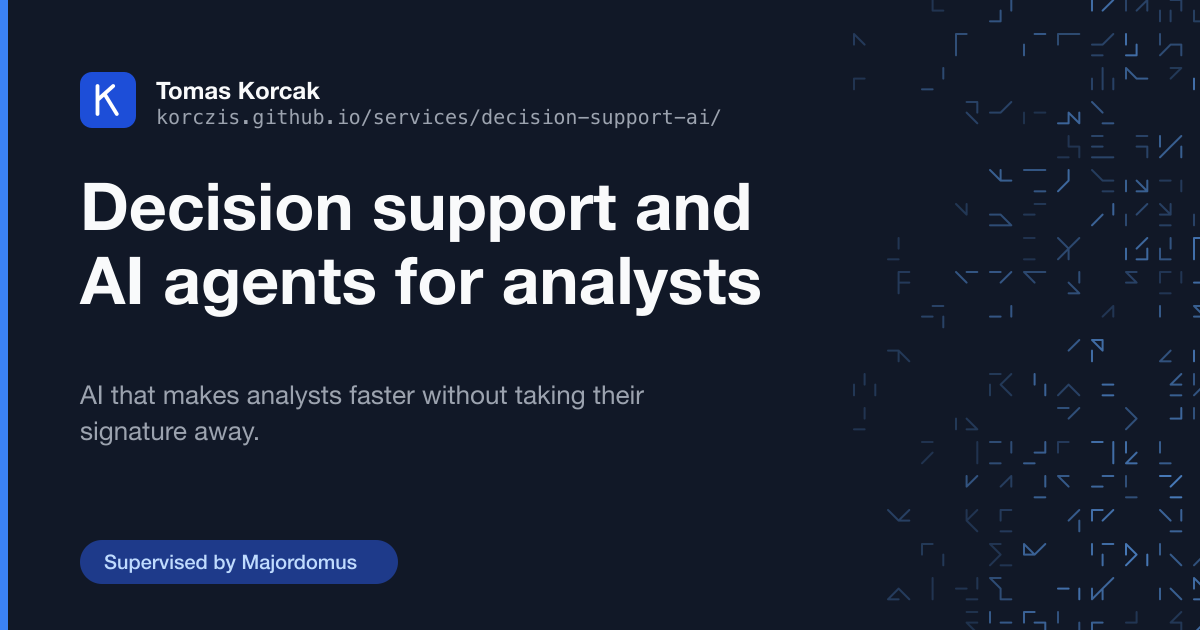 K
Tomas Korcak
korczis.github.io/services/decision-support-ai/
Decision support and
AI agents for analysts
AI that makes analysts faster without taking their
signature away.
Supervised by Majordomus